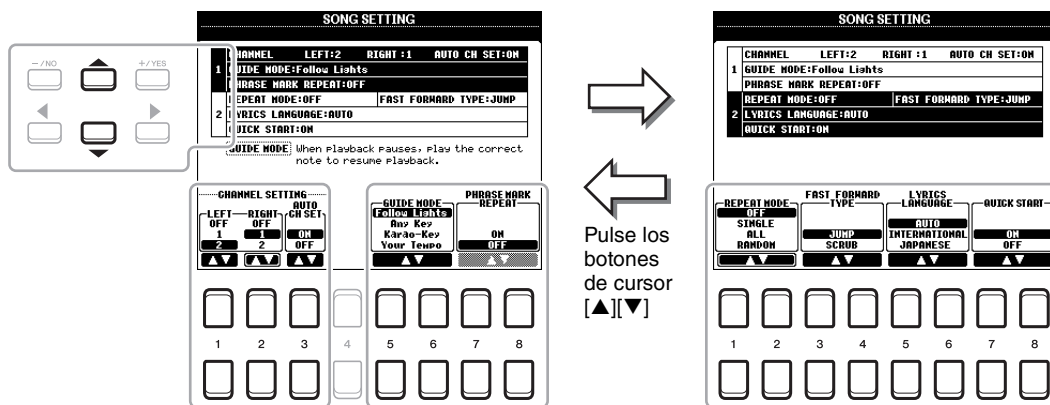 SONG SETTING
CHANNEL LEFT:2 RIGHT :1 AUTO CH SET:ON
1 GUIDE MODE:Follow Lights
PHRASE MARK REPEAT:OFF
REPEAT MODE:OFF FAST FORWARD TYPE:JUMP
2 LYRICS LANGUAGE:AUTO
QUICK START:ON
GUIDE MODE When playback pauses, play the correct
note to resume playback.
CHANNEL SETTING
LEFT RIGHT AUTO CH SET
OFF OFF
1 1 ON
2 2 OFF
GUIDE MODE
Follow Lights
Any Key
Karao-Key
Your Tempo
PHRASE MARK
REPEAT
ON
OFF
▲▼ ▲▼ ▲▼ ▲▼ ▲▼
1 2 3 4 5 6 7 8
–/NO +/YES
Pulse los
botones
de cursor
[▲][▼]
SONG SETTING
CHANNEL LEFT:2 RIGHT :1 AUTO CH SET:ON
1 GUIDE MODE:Follow Lights
PHRASE MARK REPEAT:OFF
REPEAT MODE:OFF FAST FORWARD TYPE:JUMP
2 LYRICS LANGUAGE:AUTO
QUICK START:ON
REPEAT MODE
OFF
SINGLE
ALL
RANDOM
FAST FORWARD
TYPE
JUMP
SCRUB
LYRICS
LANGUAGE
AUTO
INTERNATIONAL
JAPANESE
QUICK START
ON
OFF
▲▼ ▲▼ ▲▼ ▲▼
1 2 3 4 5 6 7 8